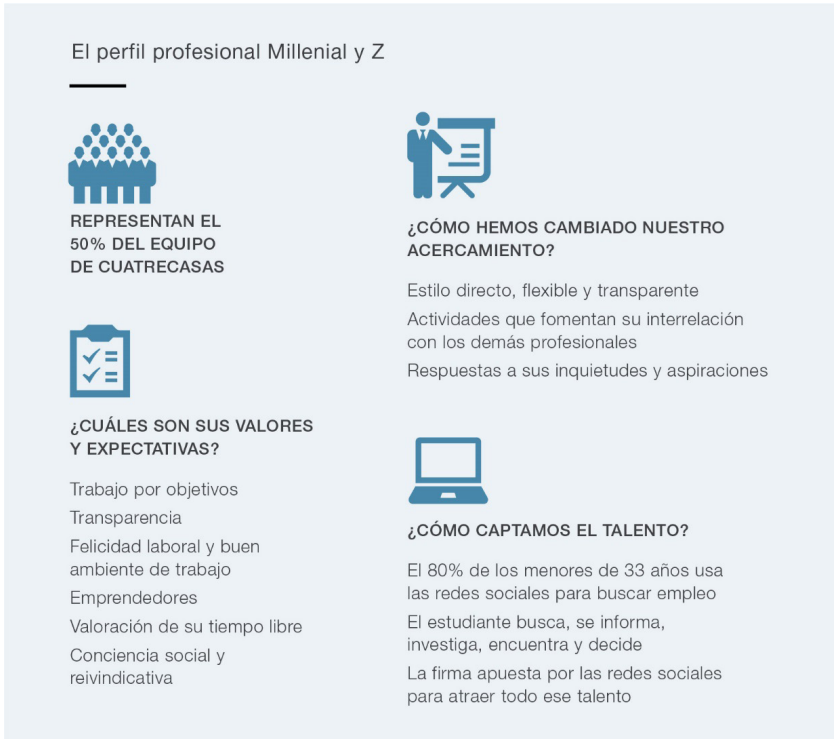 El perfil profesional Millenial y Z
REPRESENTAN EL
50% DEL EQUIPO
DE CUATRECASAS
¿CUÁLES SON SUS VALORES
Y EXPECTATIVAS?
Trabajo por objetivos
Transparencia
Felicidad laboral y buen
ambiente de trabajo
Emprendedores
Valoración de su tiempo libre
Conciencia social y
reivindicativa
¿CÓMO HEMOS CAMBIADO NUESTRO
ACERCAMIENTO?
Estilo directo, flexible y transparente
Actividades que fomentan su interrelación
con los demás profesionales
Respuestas a sus inquietudes y aspiraciones
¿CÓMO CAPTAMOS EL TALENTO?
El 80% de los menores de 33 años usa
las redes sociales para buscar empleo
El estudiante busca, se informa,
investiga, encuentra y decide
La firma apuesta por las redes sociales
para atraer todo ese talento